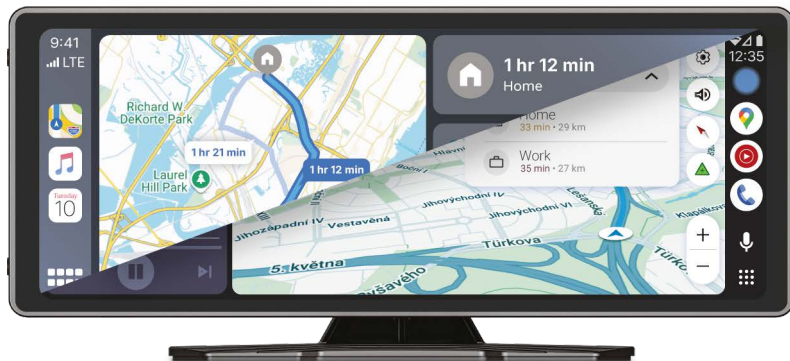 9:41
LTE
Tuesday
10
Richard W.
DeKorte Park
1 hr 21 min
Laurel
Hill Park
1 hr 12 min
1 hr 12 min
Home
Home
33 min • 29 km
Work
35 min • 27 km
12:35
Hlavní
Boční I
Jihozápadní IV
Vestavěná
Jihovýchodní IV
Jihovýchodní VI
Türkova
5. května
+
−